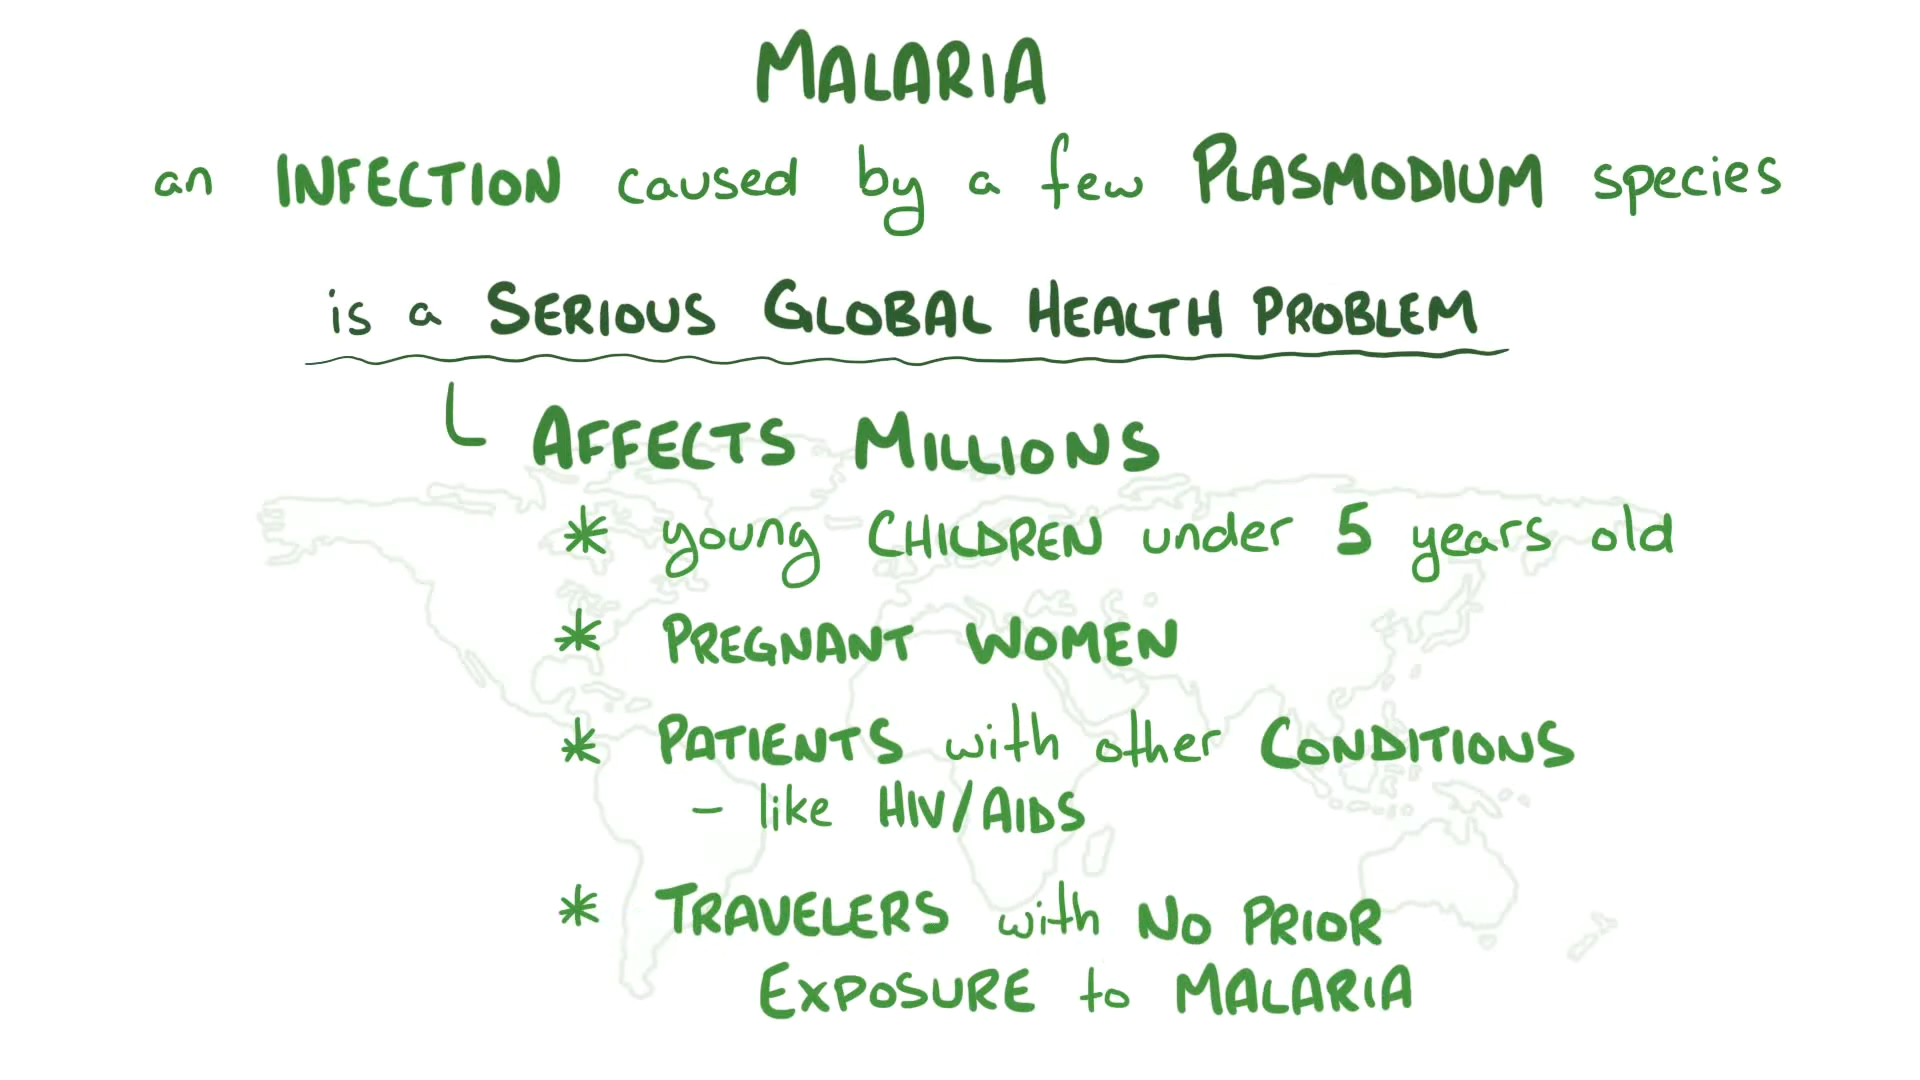 MALARIA
an INFECTION caused by a few PLASMODIUM species
is a SERIOUS GLOBAL HEALTH PROBLEM
AFFECTS MILLIONS
* young CHILDREN under 5 years old
* PREGNANT WOMEN
* PATIENTS with other CONDITIONS
- like HIV/AIDS
* TRAVELERS with NO PRIOR
EXPOSURE to MALARIA